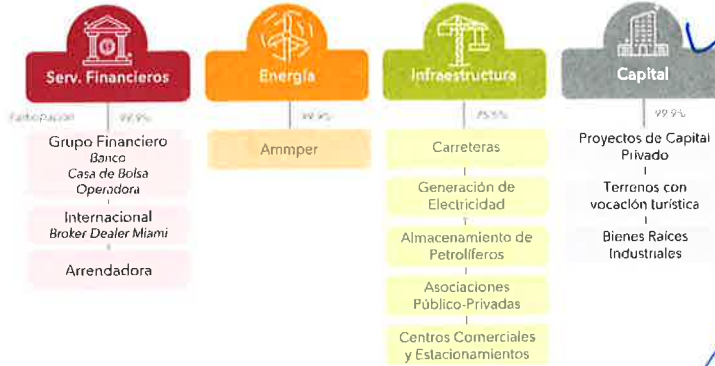 Serv. Financieros
Energía
Infraestructura
Capital
Participación
99.9%
99.9%
75.5%
99.9%
Grupo Financiero
Banco
Casa de Bolsa
Operadora
Internacional
Broker Dealer Miami
Arrendadora
Ammper
Carreteras
Generación de
Electricidad
Almacenamiento de
Petrolíferos
Asociaciones
Público-Privadas
Centros Comerciales
y Estacionamientos
Proyectos de Capital
Privado
Terrenos con
vocación turística
Bienes Raíces
Industriales